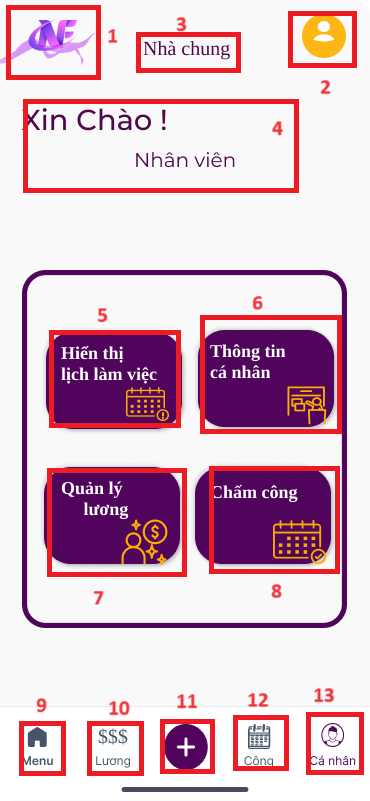 NE
1
3
Nhà chung
2
Xin Chào !
4
Nhân viên
5
6
Hiển thị
lịch làm việc
Thông tin
cá nhân
Quản lý
lương
Chấm công
7
8
9
10
11
12
13
Menu
$$$
Lương
Công
Cá nhân